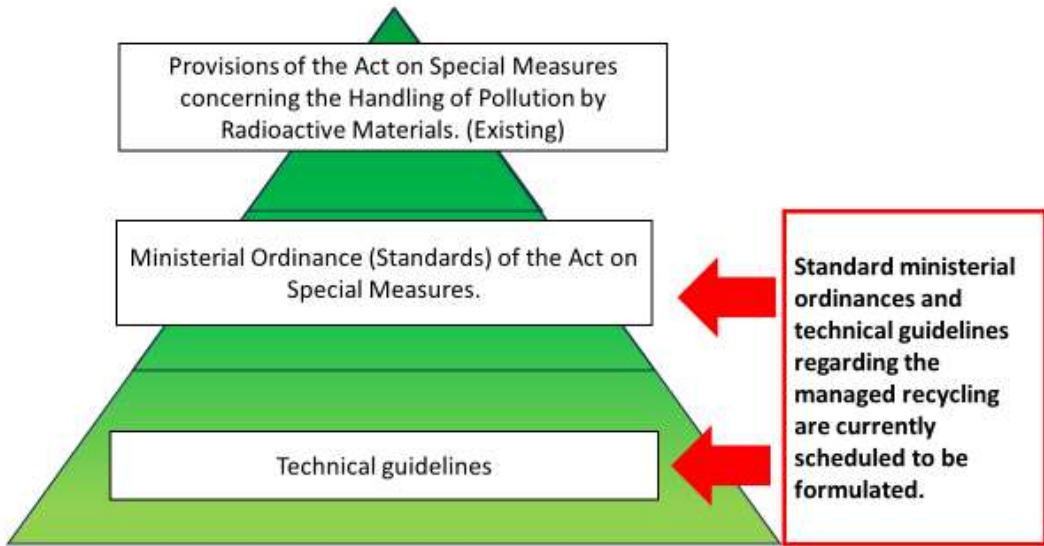 Provisions of the Act on Special Measures
concerning the Handling of Pollution by
Radioactive Materials. (Existing)
Ministerial Ordinance (Standards) of the Act on
Special Measures.
Standard ministerial
ordinances and
technical guidelines
regarding the
managed recycling
are currently
scheduled to be
formulated.
Technical guidelines